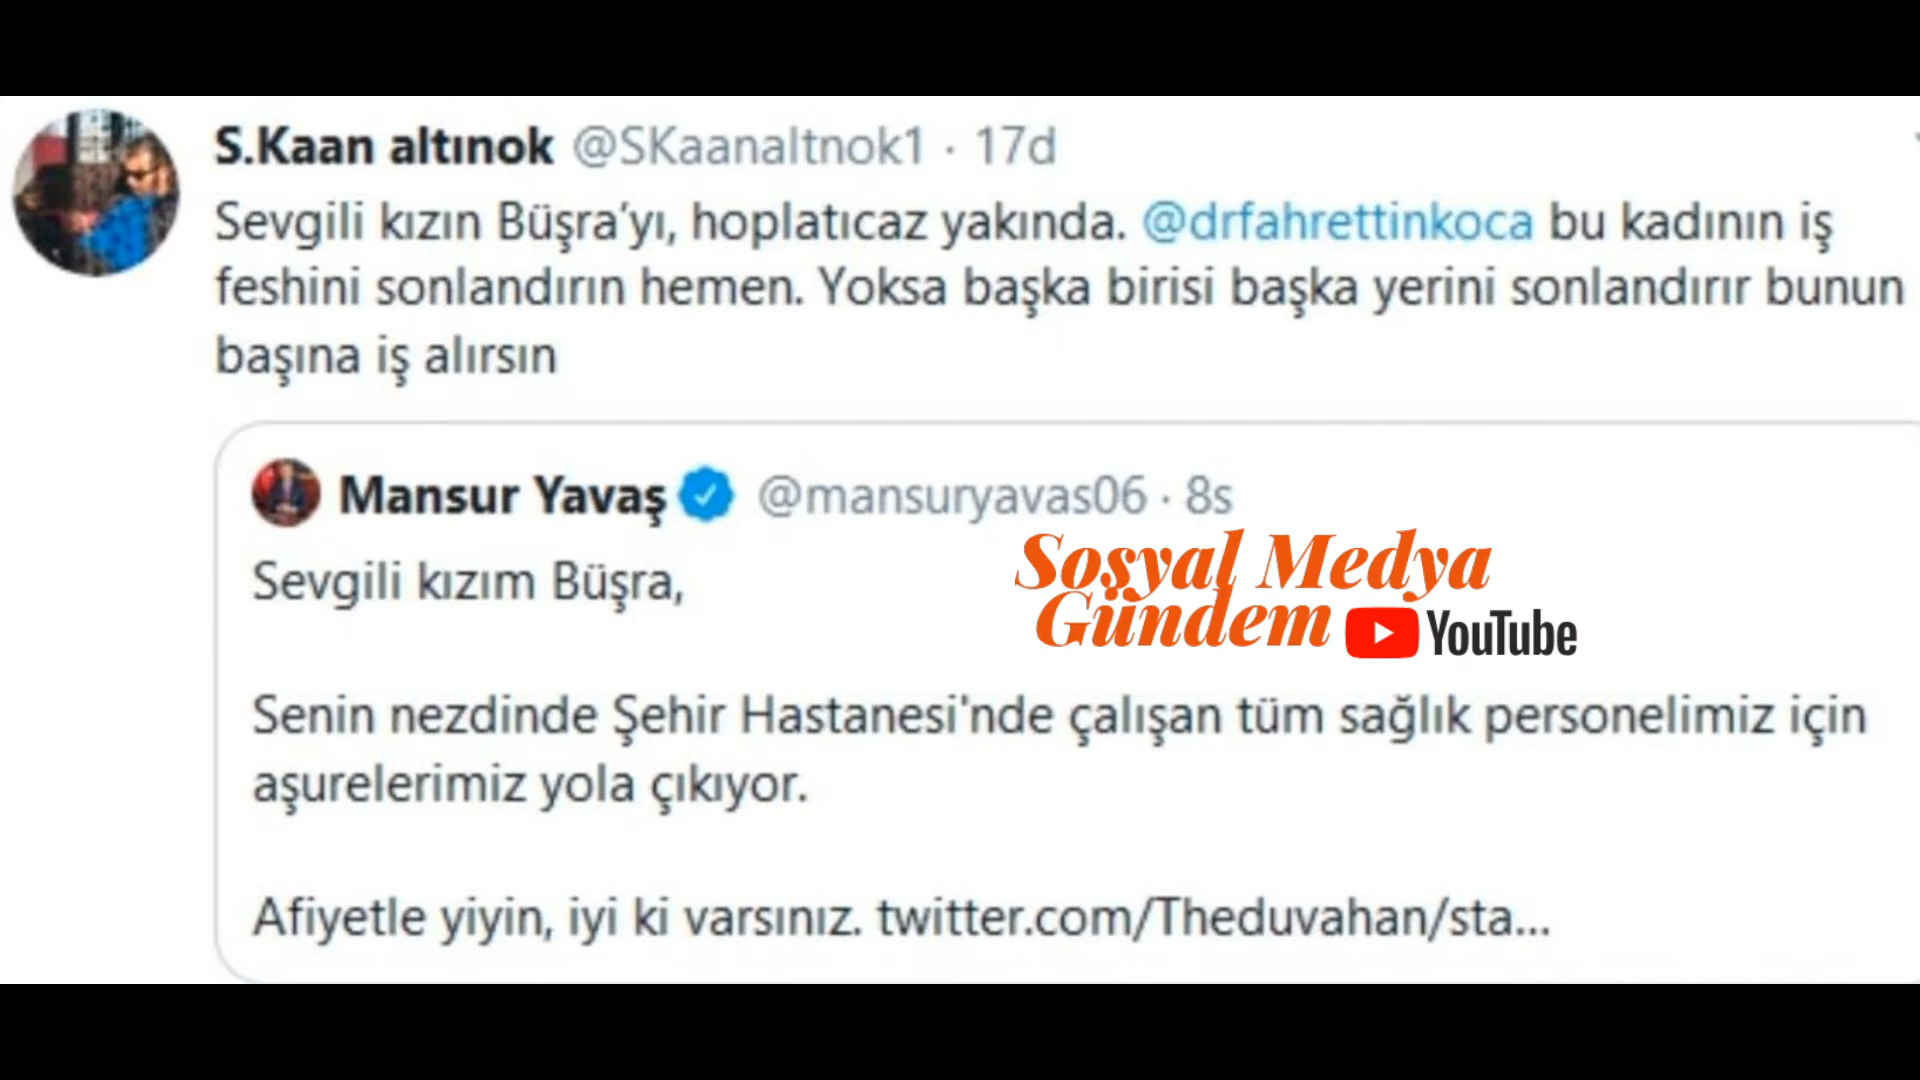 S.Kaan altınok @SKaanaltnok1 · 17d
Sevgili kızın Büşra’yı, hoplatıcaz yakında. @drfahrettinkoca bu kadının iş
feshini sonlandırın hemen. Yoksa başka birisi başka yerini sonlandırır bunun
başına iş alırsın
Mansur Yavaş @mansuryavas06 · 8s
Sevgili kızım Büşra,
Sosyal Medya
Gündem YouTube
Senin nezdinde Şehir Hastanesi'nde çalışan tüm sağlık personelimiz için
aşurelerimiz yola çıkıyor.
Afiyetle yiyin, iyi ki varsınız. twitter.com/Theduvahan/sta...